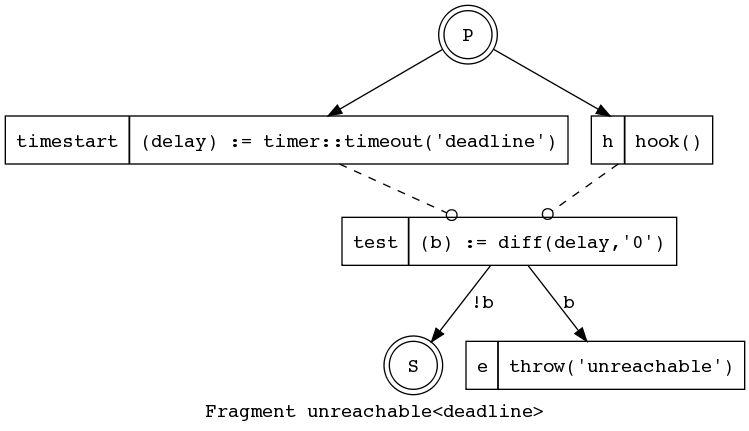 P
timestart (delay) := timer::timeout('deadline') h hook()
test (b) := diff(delay,'0')
!b b
S e throw('unreachable')
Fragment unreachable<deadline>